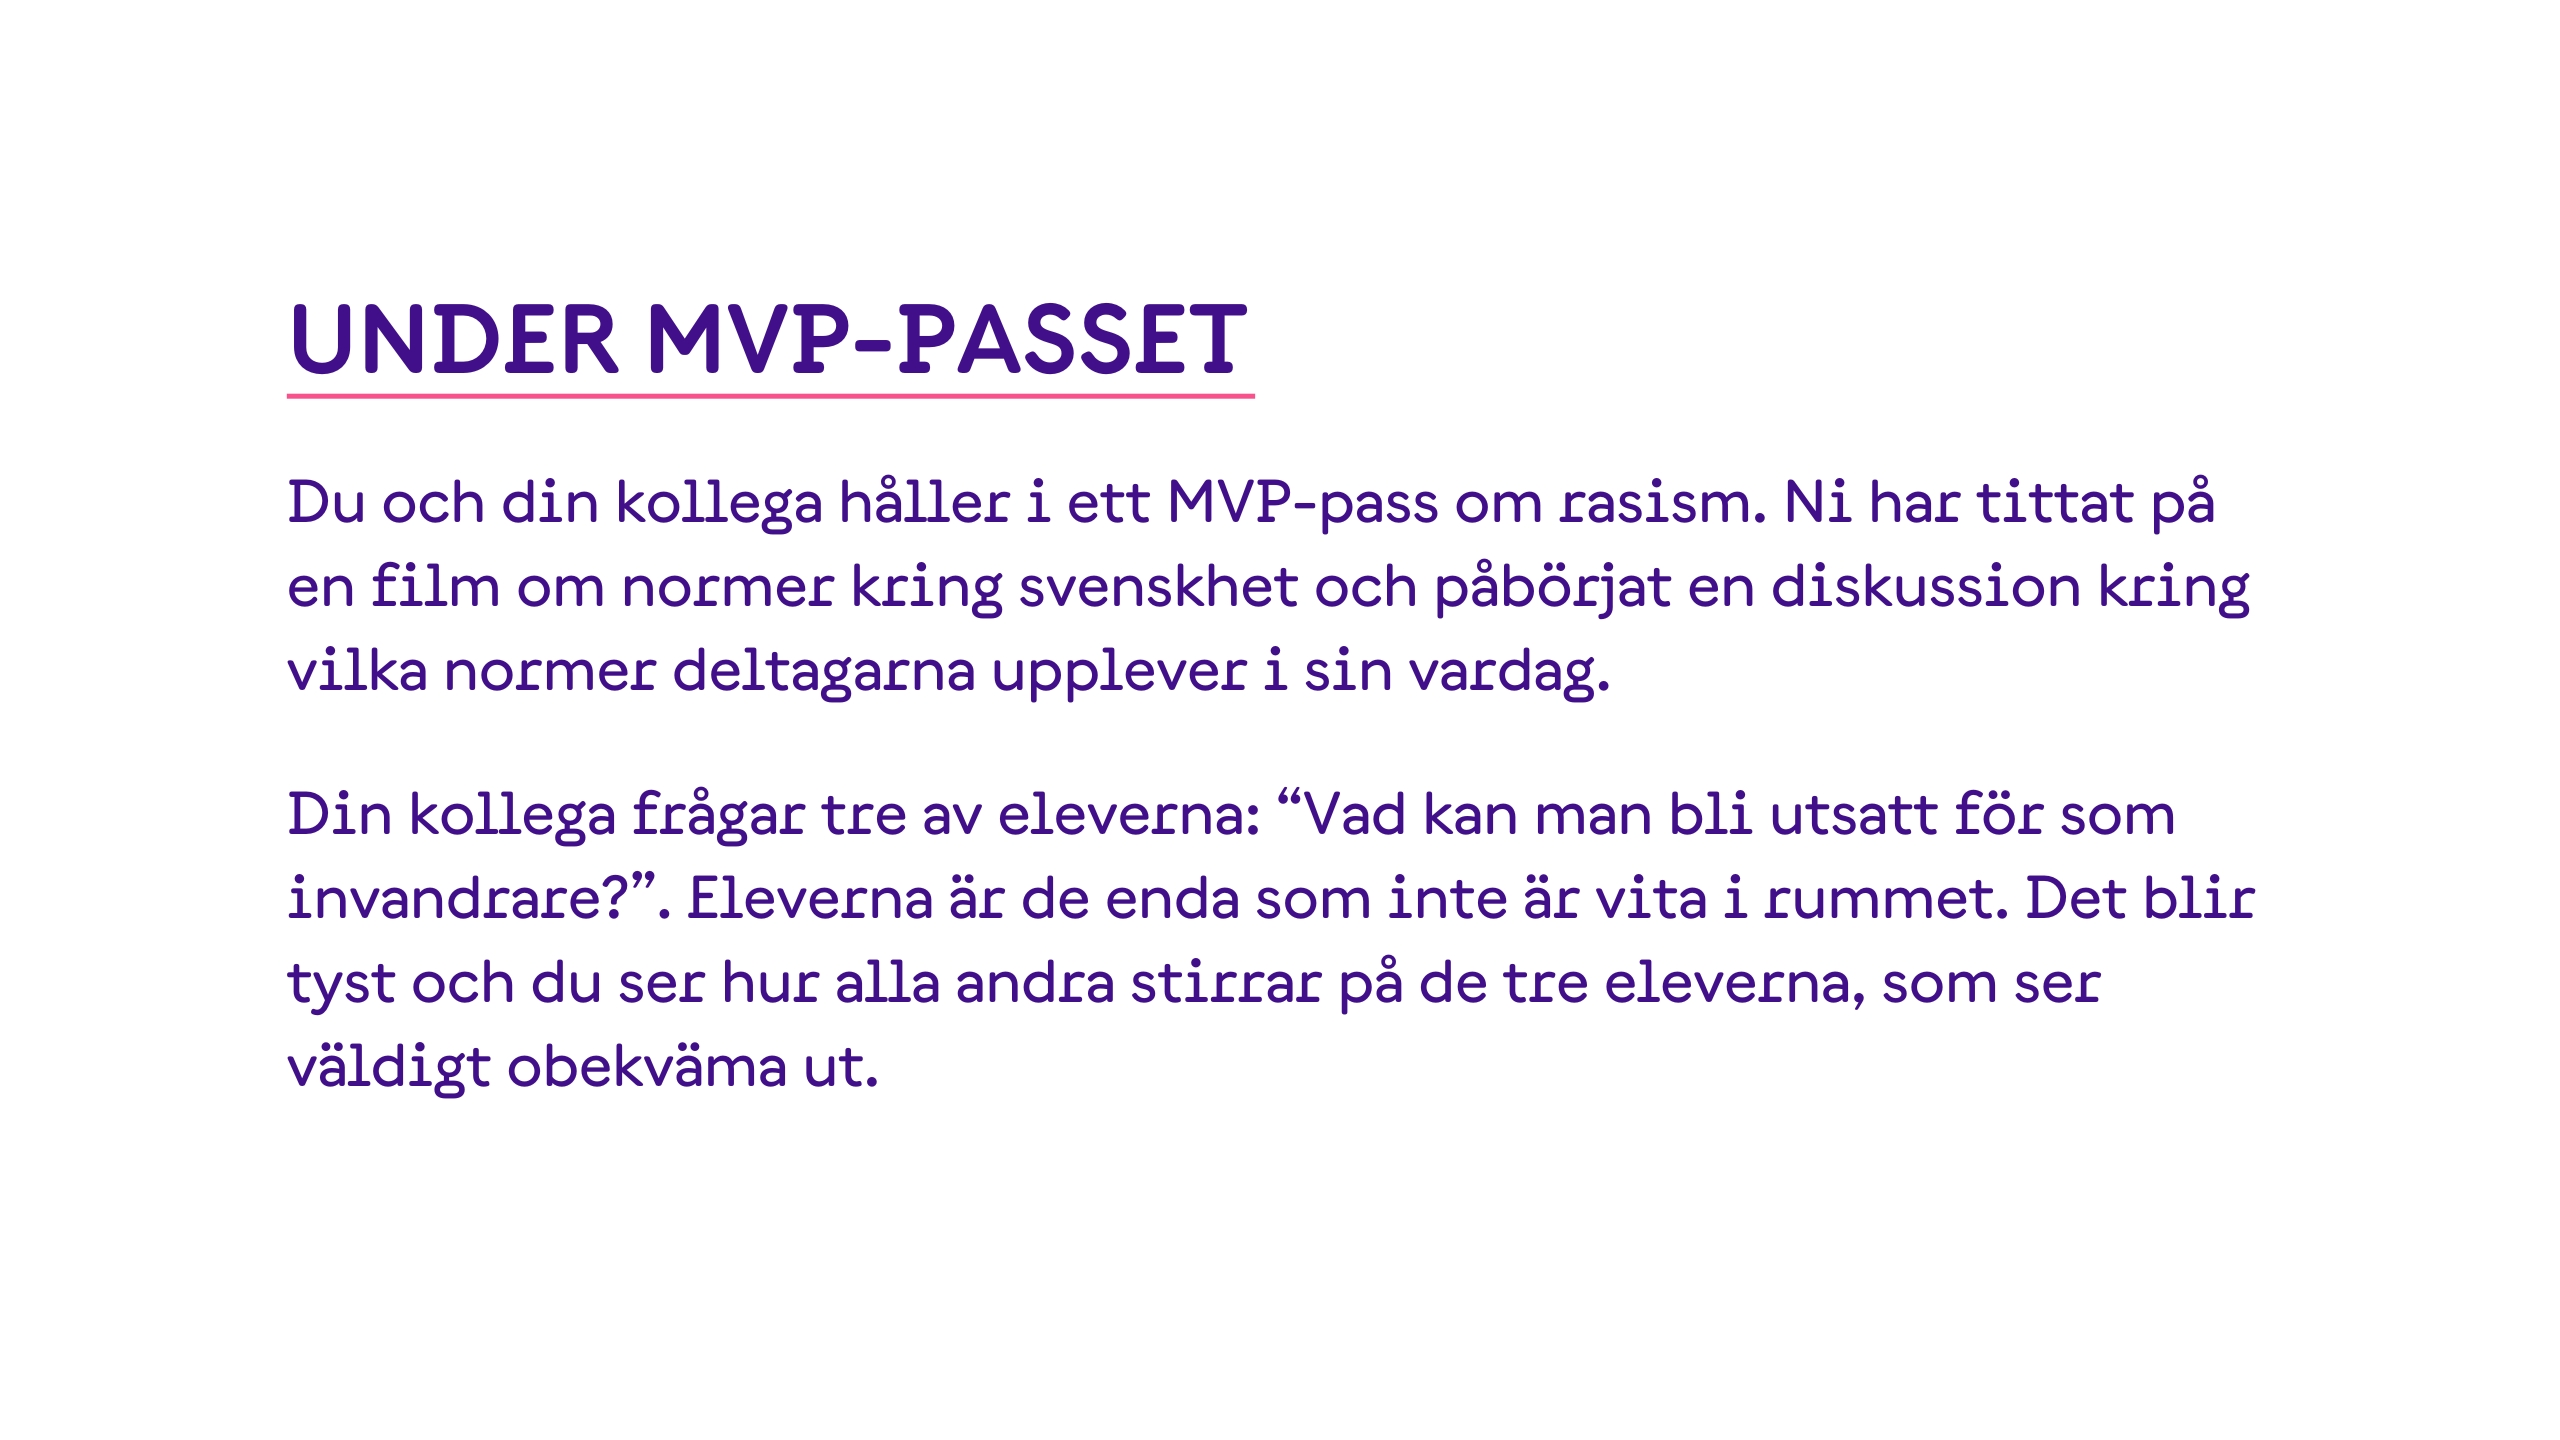 UNDER MVP-PASSET
Du och din kollega håller i ett MVP-pass om rasism. Ni har tittat på
en film om normer kring svenskhet och påbörjat en diskussion kring
vilka normer deltagarna upplever i sin vardag.
Din kollega frågar tre av eleverna: “Vad kan man bli utsatt för som
invandrare?”. Eleverna är de enda som inte är vita i rummet. Det blir
tyst och du ser hur alla andra stirrar på de tre eleverna, som ser
väldigt obekväma ut.